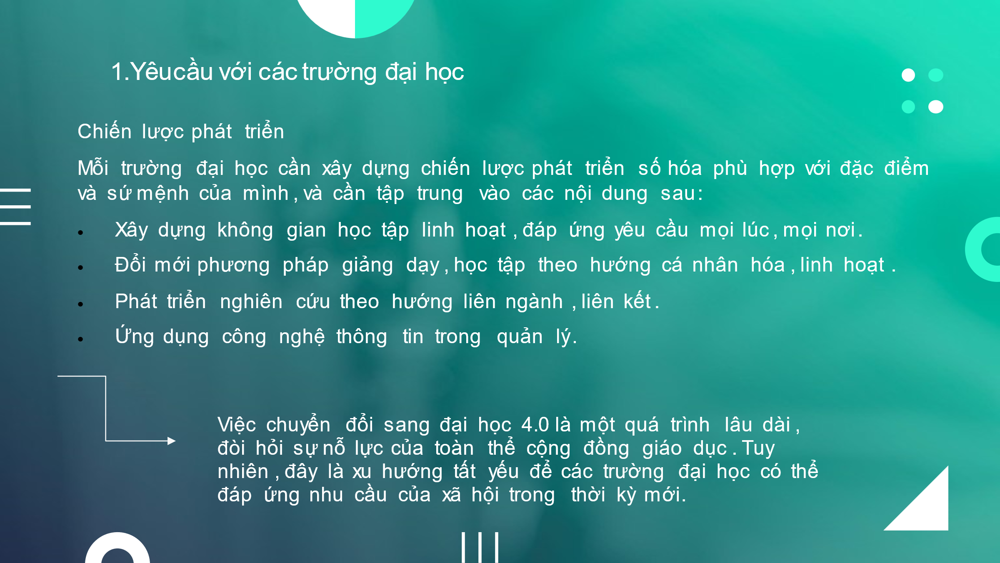 1.Yêu cầu với các trường đại học
Chiến lược phát triển
Mỗi trường đại học cần xây dựng chiến lược phát triển số hóa phù hợp với đặc điểm
và sứ mệnh của mình, và cần tập trung vào các nội dung sau:
• Xây dựng không gian học tập linh hoạt, đáp ứng yêu cầu mọi lúc, mọi nơi.
• Đổi mới phương pháp giảng dạy, học tập theo hướng cá nhân hóa, linh hoạt.
• Phát triển nghiên cứu theo hướng liên ngành, liên kết.
• Ứng dụng công nghệ thông tin trong quản lý.
Việc chuyển đổi sang đại học 4.0 là một quá trình lâu dài,
đòi hỏi sự nỗ lực của toàn thể cộng đồng giáo dục. Tuy
nhiên, đây là xu hướng tất yếu để các trường đại học có thể
đáp ứng nhu cầu của xã hội trong thời kỳ mới.